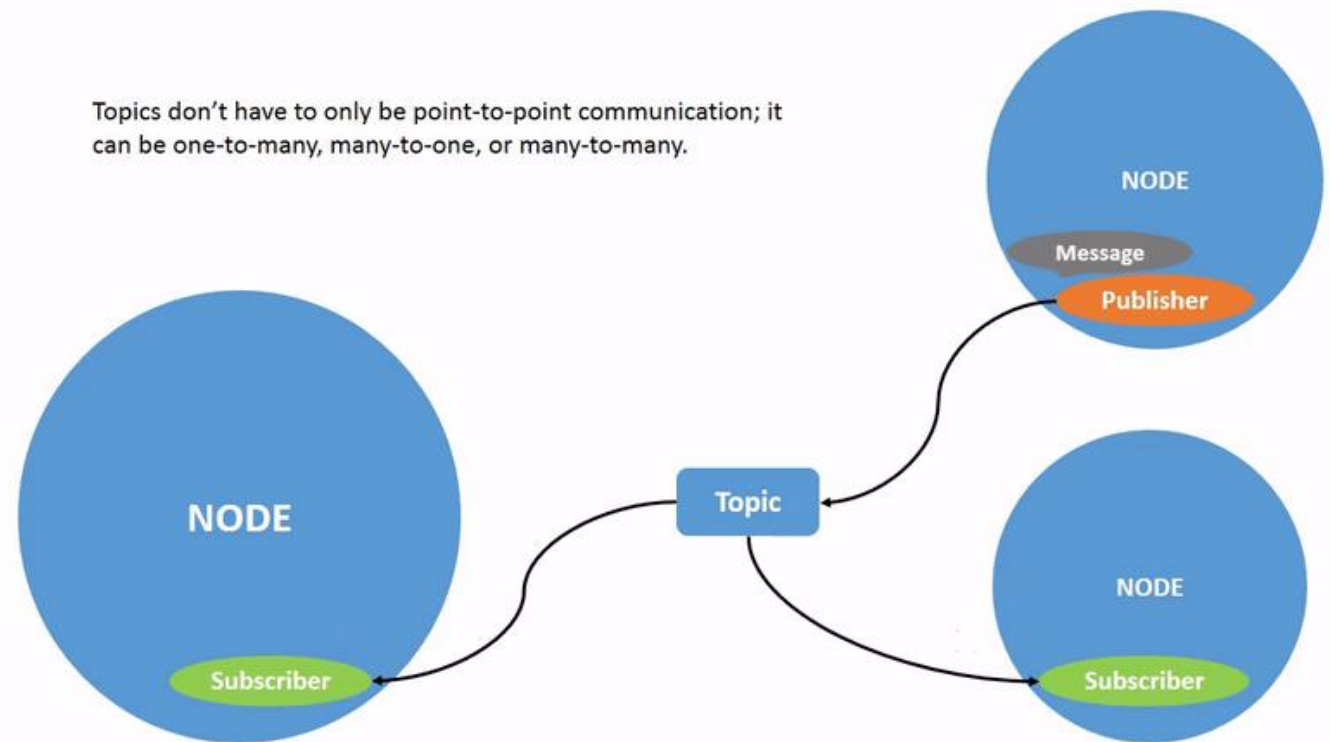 Topics don’t have to only be point-to-point communication; it
can be one-to-many, many-to-one, or many-to-many.
NODE
Message
Publisher
Topic
NODE
NODE
Subscriber
Subscriber